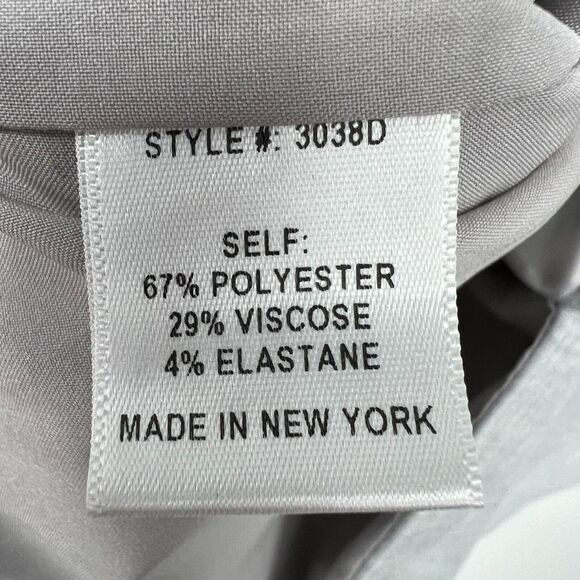 STYLE #: 3038D
SELF:
67% POLYESTER
29% VISCOSE
4% ELASTANE
MADE IN NEW YORK